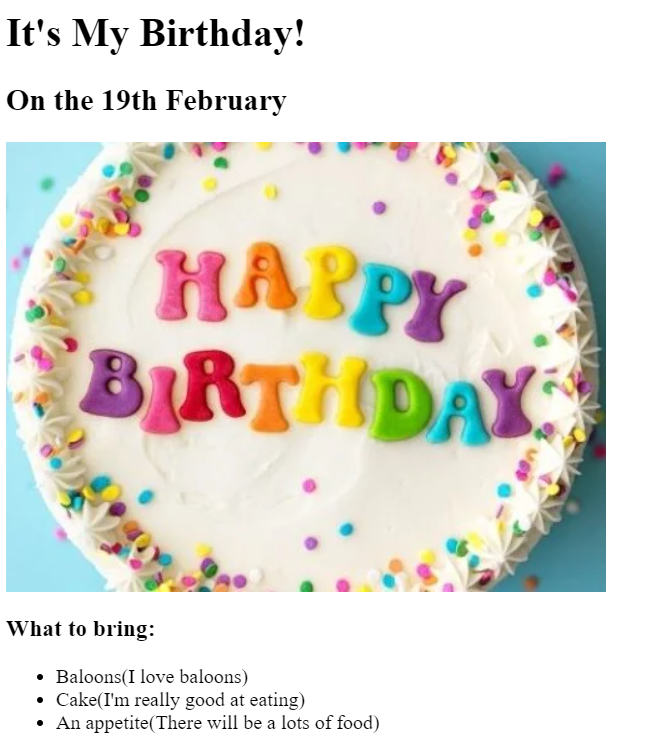 It's My Birthday!
On the 19th February
HAPPY
BIRTHDAY
What to bring:
Baloons(I love baloons)
Cake(I'm really good at eating)
An appetite(There will be a lots of food)